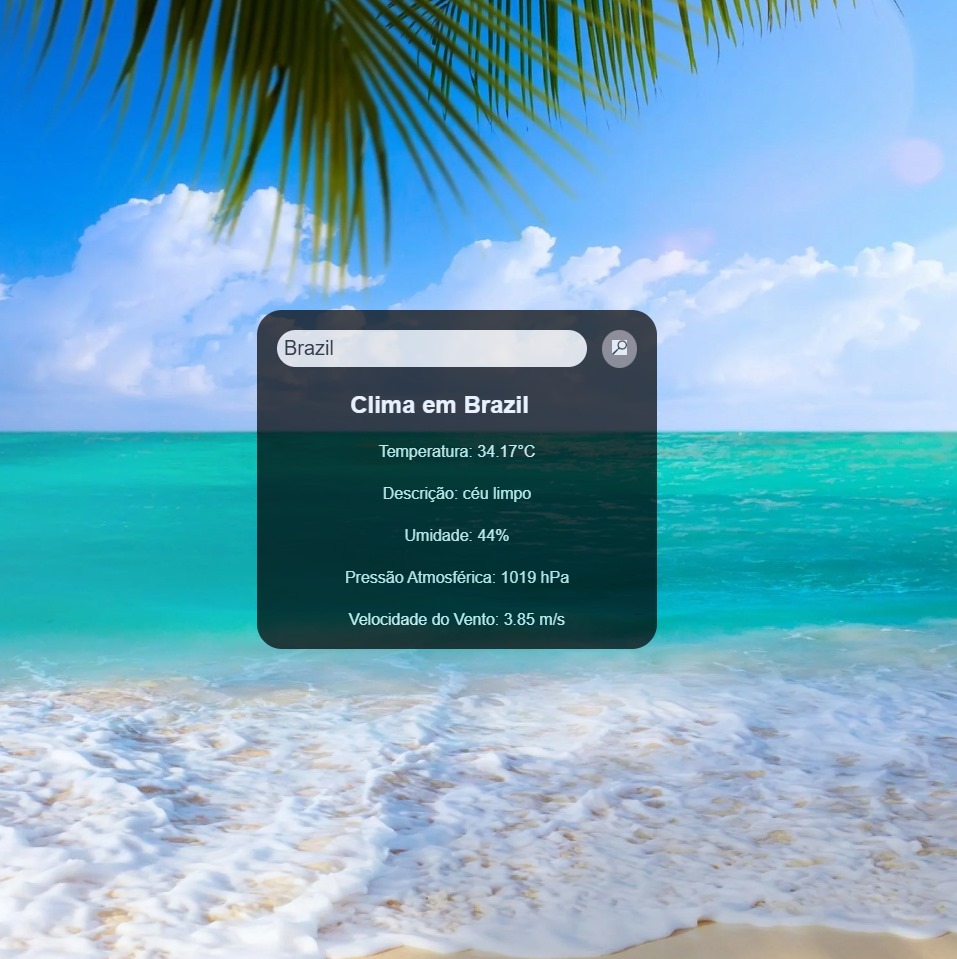 Brazil
Clima em Brazil
Temperatura: 34.17°C
Descrição: céu limpo
Umidade: 44%
Pressão Atmosférica: 1019 hPa
Velocidade do Vento: 3.85 m/s